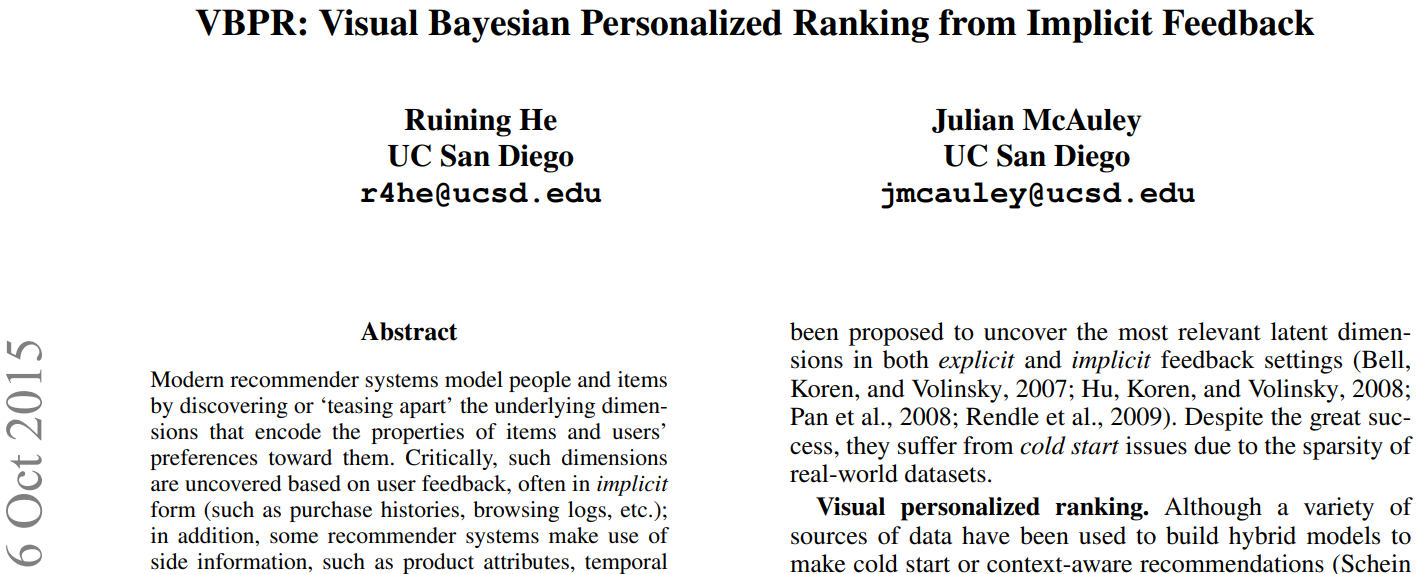 VBPR: Visual Bayesian Personalized Ranking from Implicit Feedback
Ruining He
UC San Diego
r4he@ucsd.edu
Julian McAuley
UC San Diego
jmcauley@ucsd.edu
Abstract
Modern recommender systems model people and items
by discovering or ‘teasing apart’ the underlying dimen-
sions that encode the properties of items and users’
preferences toward them. Critically, such dimensions
are uncovered based on user feedback, often in implicit
form (such as purchase histories, browsing logs, etc.);
in addition, some recommender systems make use of
side information, such as product attributes, temporal
been proposed to uncover the most relevant latent dimen-
sions in both explicit and implicit feedback settings (Bell,
Koren, and Volinsky, 2007; Hu, Koren, and Volinsky, 2008;
Pan et al., 2008; Rendle et al., 2009). Despite the great suc-
cess, they suffer from cold start issues due to the sparsity of
real-world datasets.
Visual personalized ranking. Although a variety of
sources of data have been used to build hybrid models to
make cold start or context-aware recommendations (Schein
6 Oct 2015